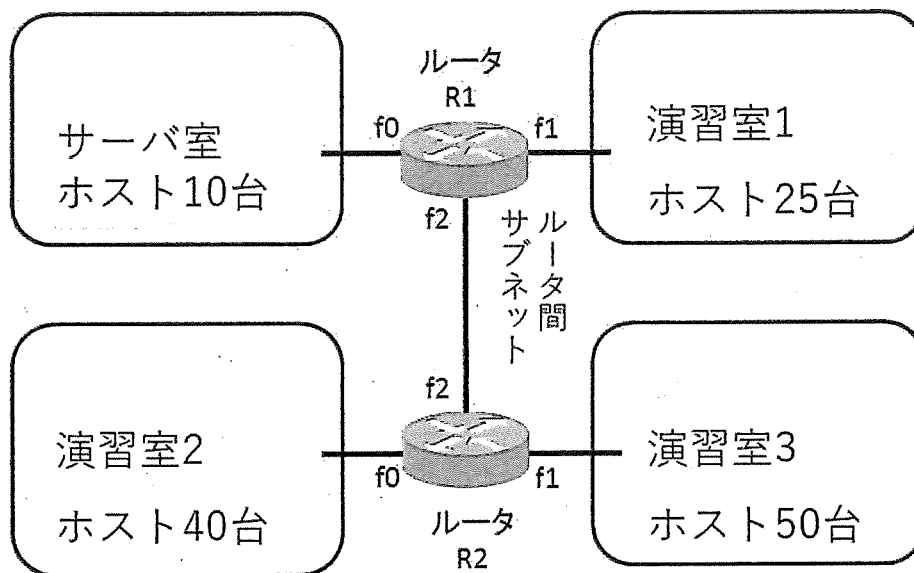 ルータ
R1
サーバ室
ホスト10台
f0
f1
f2
演習室1
ホスト25台
ルータ間
サブネット
演習室2
ホスト40台
f2
f0
f1
ルータ
R2
演習室3
ホスト50台